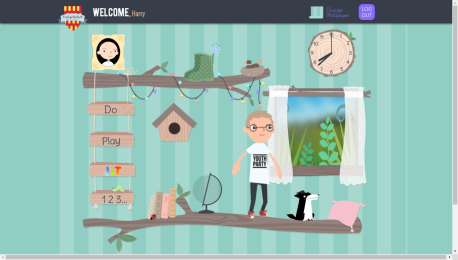 WELCOME, Harry
Change
Wallpaper
LOG
OUT
Do
Play
1 2 3...
YOUTH
PARTY